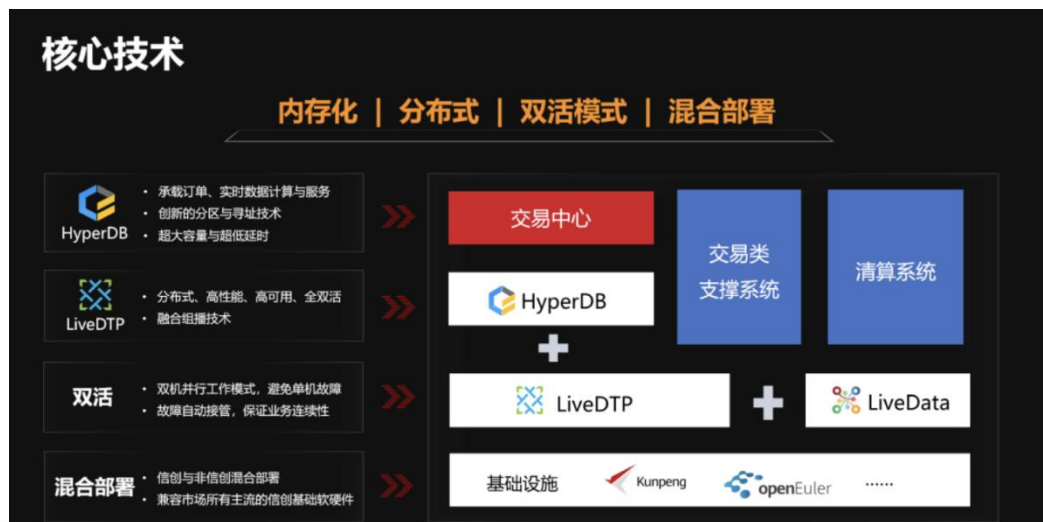 核心技术
内存化 | 分布式 | 双活模式 | 混合部署
HyperDB
• 承载订单、实时数据计算与服务
• 创新的分区与寻址技术
• 超大容量与超低延时
LiveDTP
• 分布式、高性能、高可用、全双活
• 融合组播技术
双活
• 双机并行工作模式，避免单机故障
• 故障自动接管，保证业务连续性
混合部署
• 信创与非信创混合部署
• 兼容市场所有主流的信创基础软硬件
交易中心
HyperDB
交易类
支撑系统
清算系统
LiveDTP
LiveData
基础设施
Kunpeng
openEuler
......